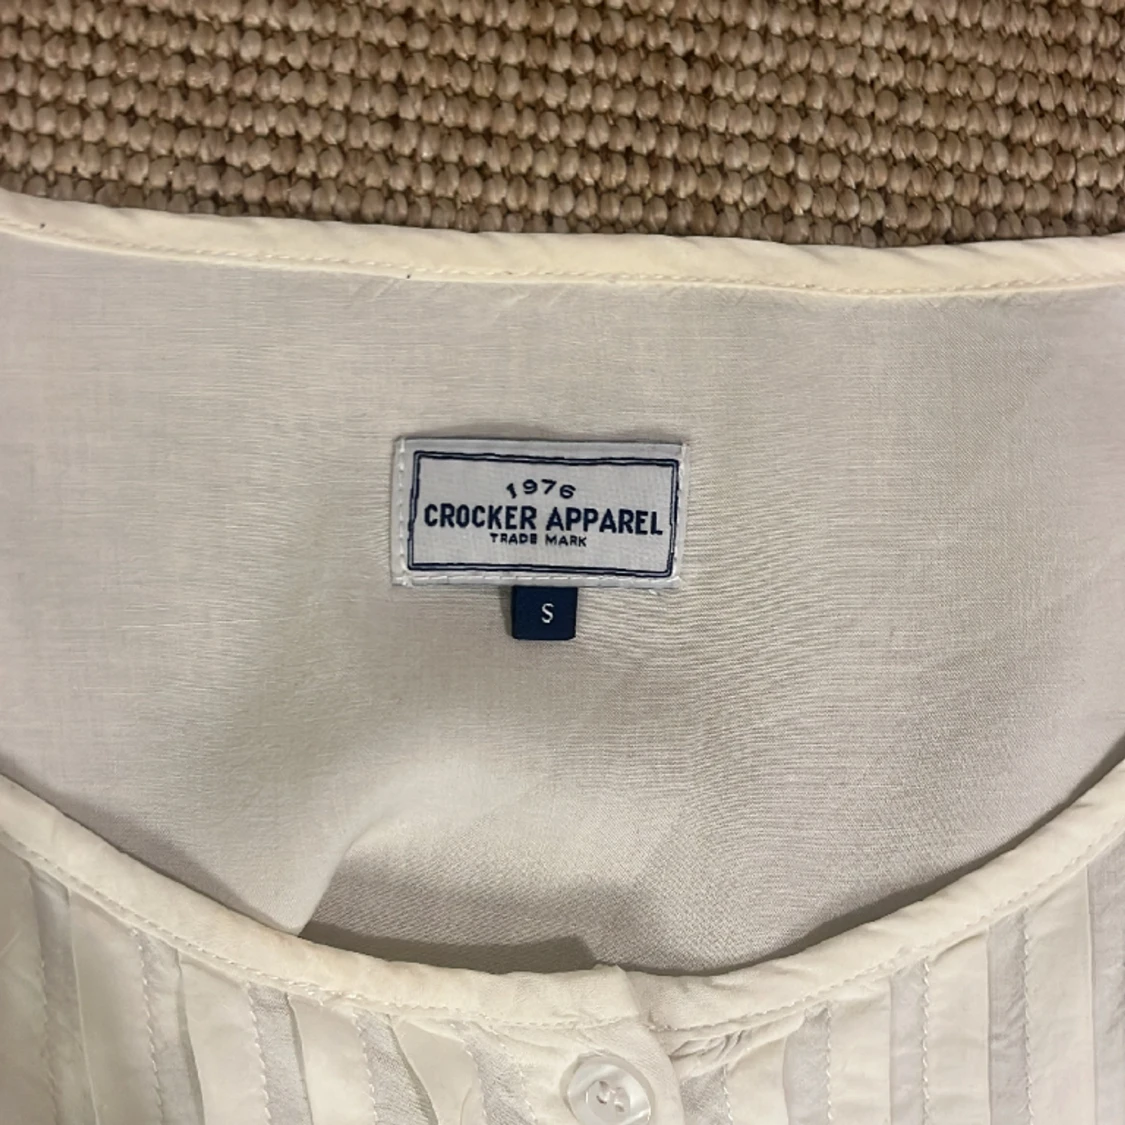 1976
CROCKER APPAREL
TRADE MARK
S